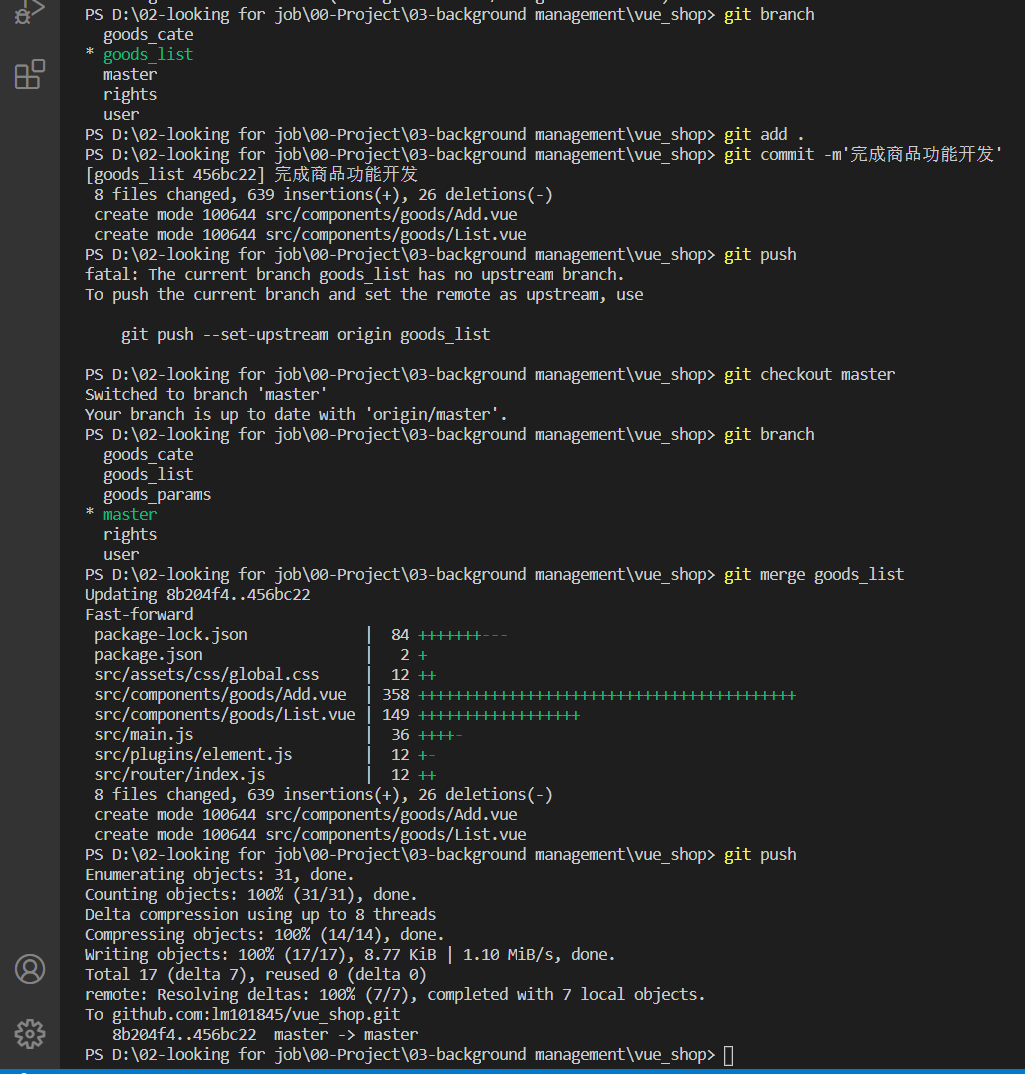 PS D:\02-looking for job\00-Project\03-background management\vue_shop> git branch
  goods_cate
* goods_list
  master
  rights
  user
PS D:\02-looking for job\00-Project\03-background management\vue_shop> git add .
PS D:\02-looking for job\00-Project\03-background management\vue_shop> git commit -m'完成商品功能开发'
[goods_list 456bc22] 完成商品功能开发
 8 files changed, 639 insertions(+), 26 deletions(-)
 create mode 100644 src/components/goods/Add.vue
 create mode 100644 src/components/goods/List.vue
PS D:\02-looking for job\00-Project\03-background management\vue_shop> git push
fatal: The current branch goods_list has no upstream branch.
To push the current branch and set the remote as upstream, use
    git push --set-upstream origin goods_list
PS D:\02-looking for job\00-Project\03-background management\vue_shop> git checkout master
Switched to branch 'master'
Your branch is up to date with 'origin/master'.
PS D:\02-looking for job\00-Project\03-background management\vue_shop> git branch
  goods_cate
  goods_list
  goods_params
* master
  rights
  user
PS D:\02-looking for job\00-Project\03-background management\vue_shop> git merge goods_list
Updating 8b204f4..456bc22
Fast-forward
 package-lock.json             |  84 +++++++---
 package.json                  |   2 +
 src/assets/css/global.css     |  12 ++
 src/components/goods/Add.vue  | 358 ++++++++++++++++++++++++++++++++++++++++++
 src/components/goods/List.vue | 149 ++++++++++++++++++
 src/main.js                   |  36 ++++-
 src/plugins/element.js        |  12 +-
 src/router/index.js           |  12 ++
 8 files changed, 639 insertions(+), 26 deletions(-)
 create mode 100644 src/components/goods/Add.vue
 create mode 100644 src/components/goods/List.vue
PS D:\02-looking for job\00-Project\03-background management\vue_shop> git push
Enumerating objects: 31, done.
Counting objects: 100% (31/31), done.
Delta compression using up to 8 threads
Compressing objects: 100% (14/14), done.
Writing objects: 100% (17/17), 8.77 KiB | 1.10 MiB/s, done.
Total 17 (delta 7), reused 0 (delta 0)
remote: Resolving deltas: 100% (7/7), completed with 7 local objects.
To github.com:lm101845/vue_shop.git
   8b204f4..456bc22  master -> master
PS D:\02-looking for job\00-Project\03-background management\vue_shop>